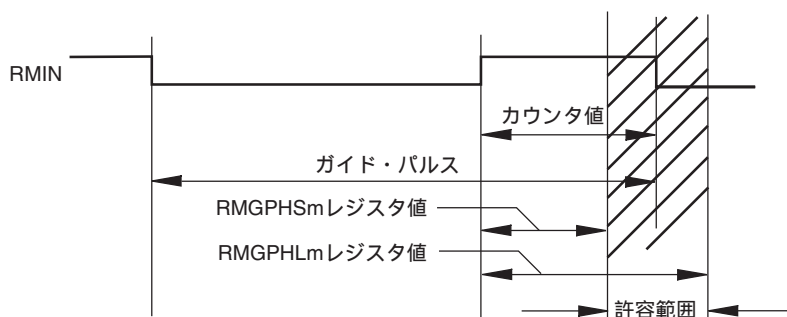 RMIN
カウンタ値
ガイド・パルス
RMGPHSmレジスタ値
RMGPHLmレジスタ値
許容範囲